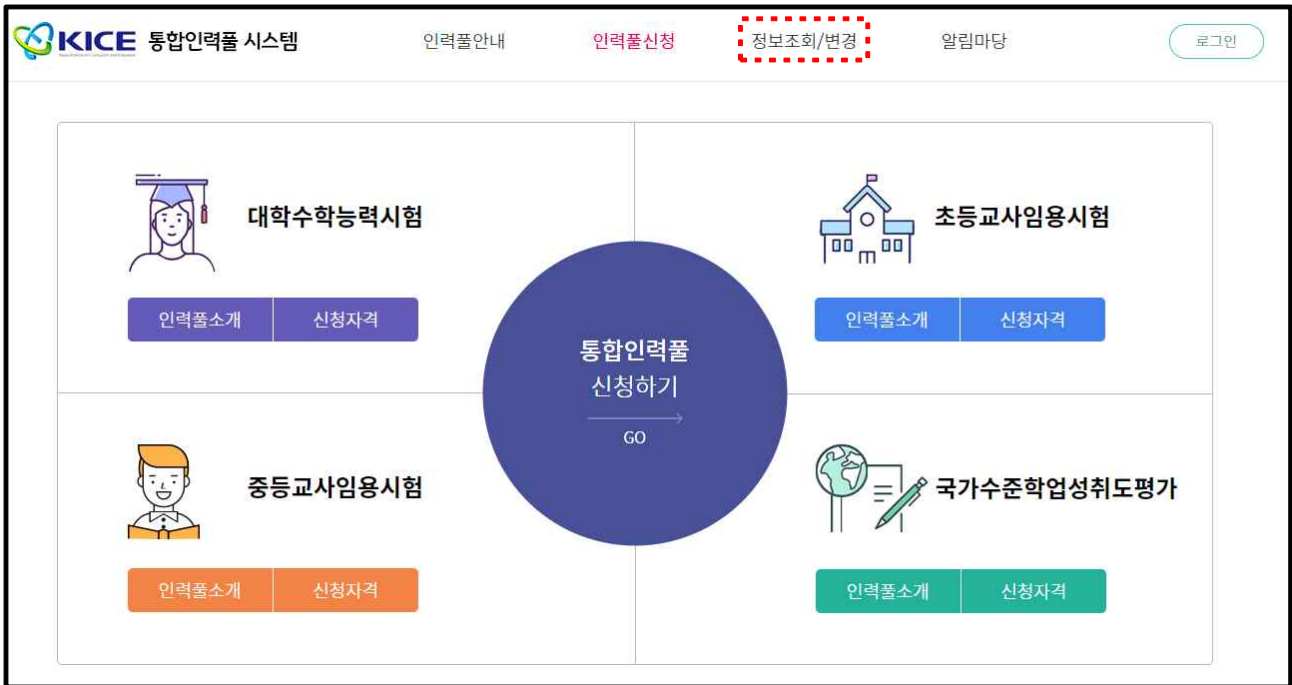 KICE 통합인력풀 시스템
인력풀안내
인력풀신청
정보조회/변경
알림마당
로그인
대학수학능력시험
인력풀소개 신청자격
초등교사임용시험
인력풀소개 신청자격
통합인력풀
신청하기
GO
중등교사임용시험
인력풀소개 신청자격
국가수준학업성취도평가
인력풀소개 신청자격